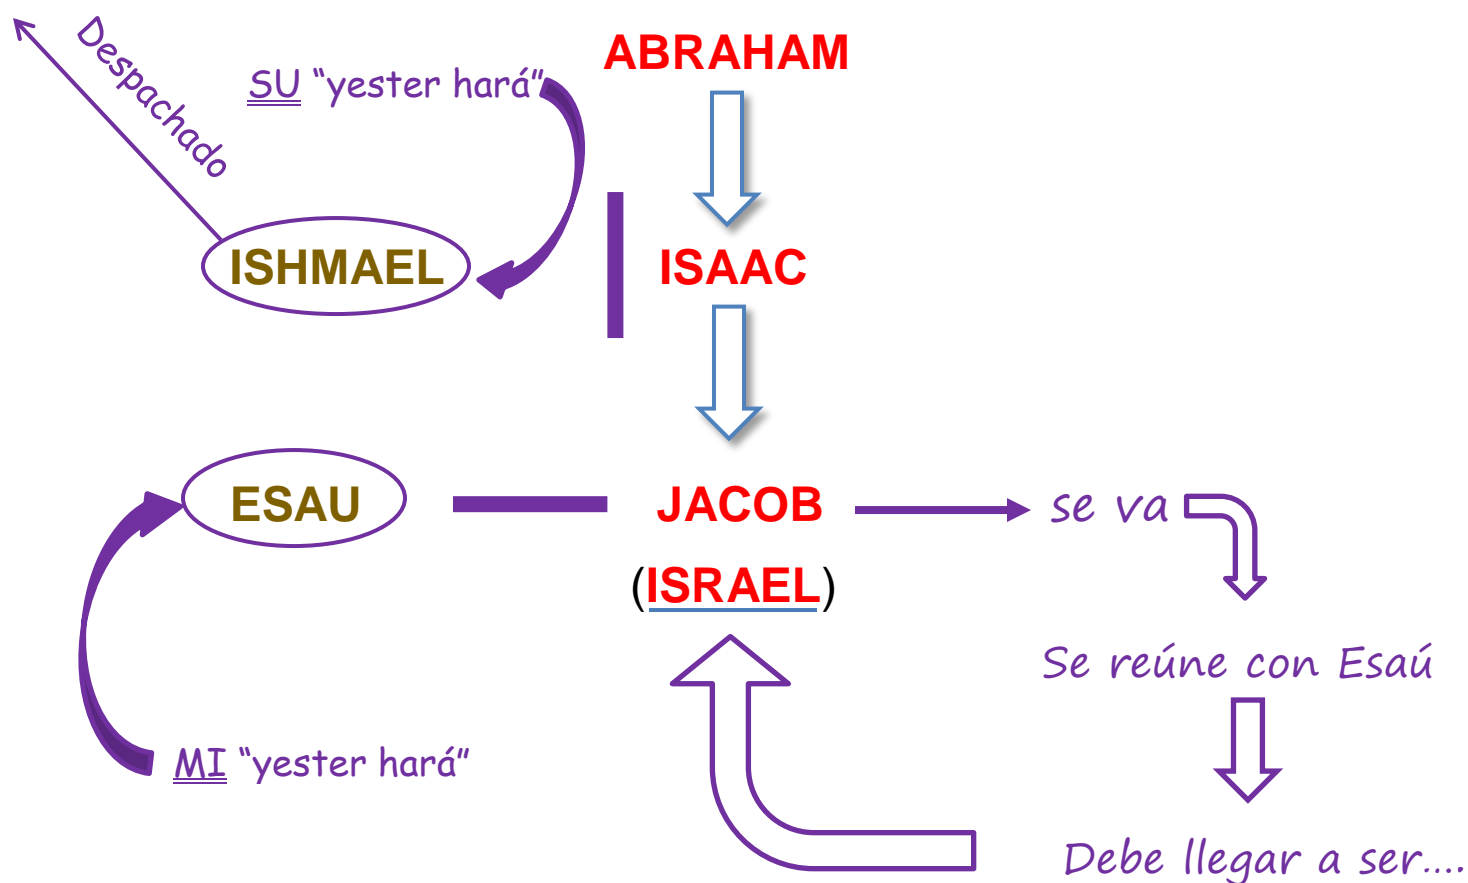 ABRAHAM
Despachado
SU “yester hará”
ISHMAEL
ISAAC
ESAU
JACOB
se va
(ISRAEL)
Se reúne con Esaú
MI “yester hará”
Debe llegar a ser....